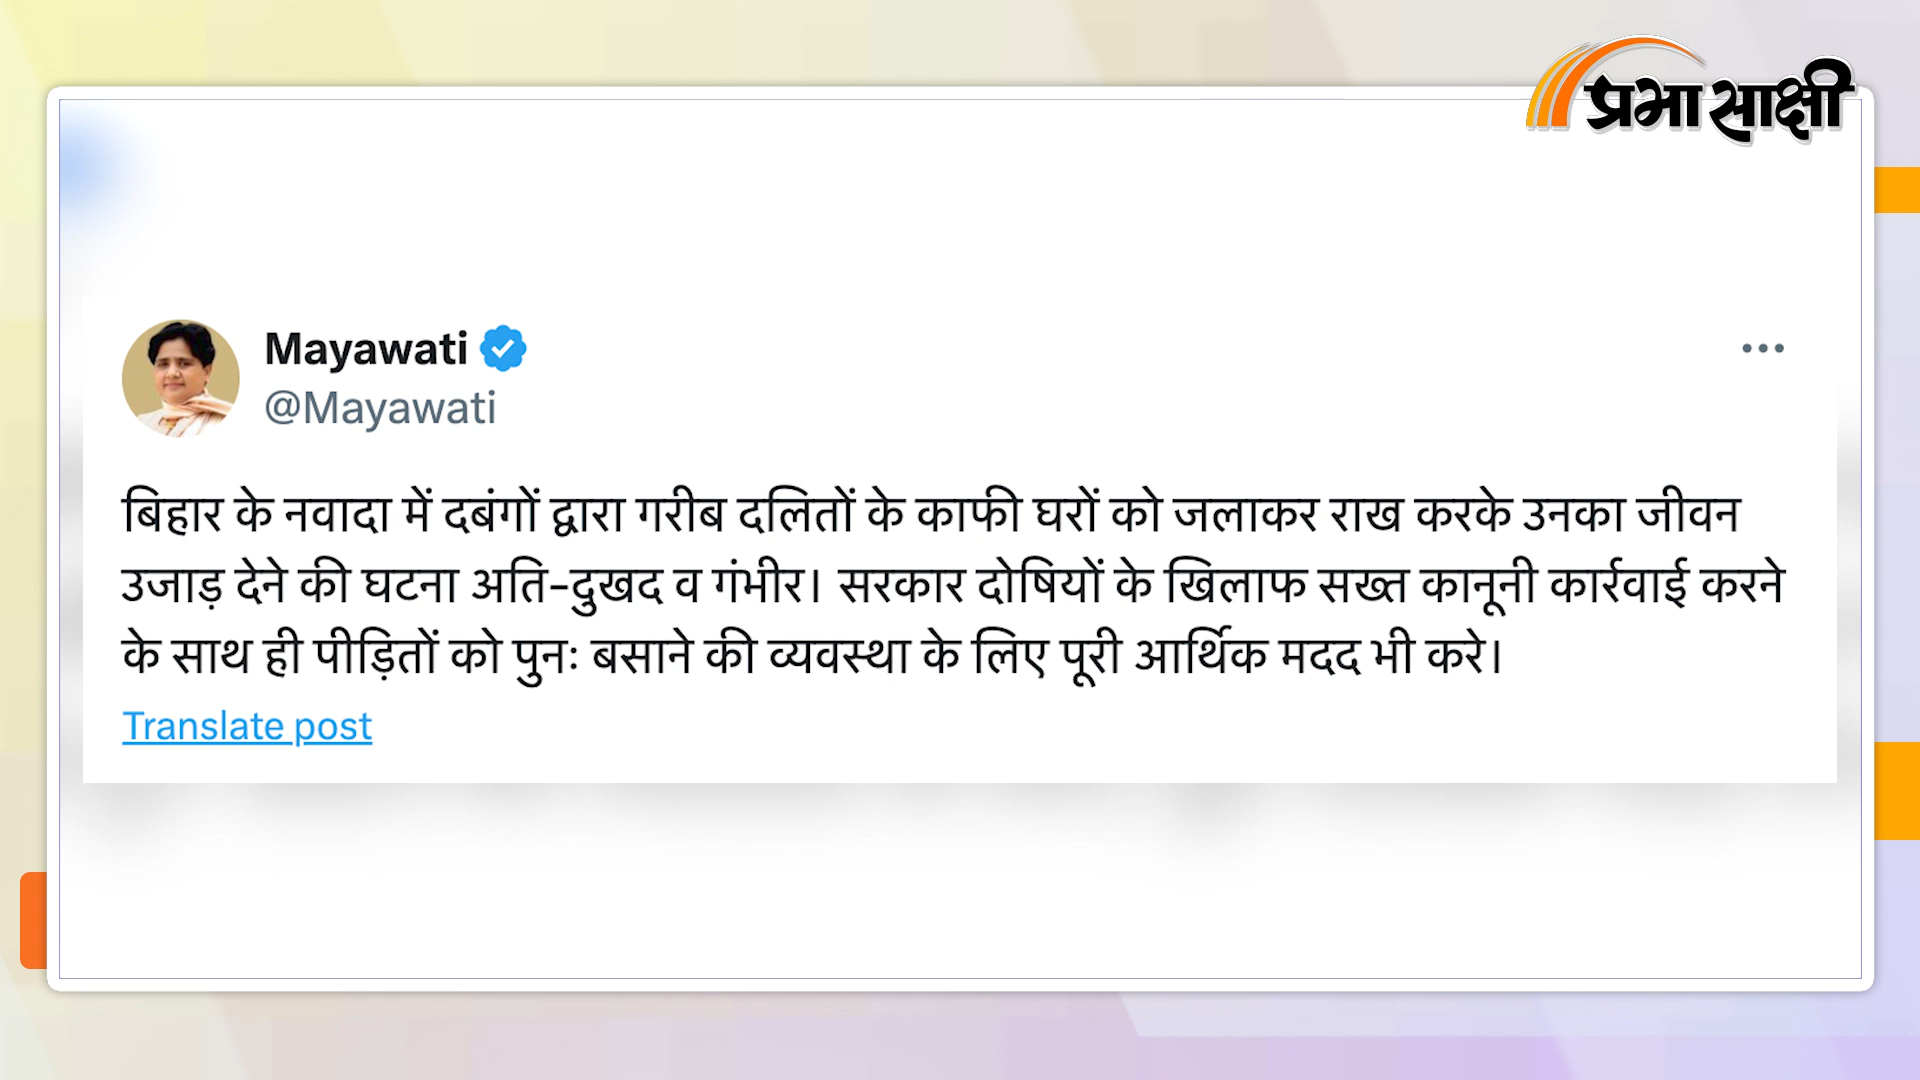 प्रभासाक्षी
Mayawati
@Mayawati
बिहार के नवादा में दबंगों द्वारा गरीब दलितों के काफी घरों को जलाकर राख करके उनका जीवन
उजाड़ देने की घटना अति-दुखद व गंभीर। सरकार दोषियों के खिलाफ सख्त कानूनी कार्रवाई करने
के साथ ही पीड़ितों को पुनः बसाने की व्यवस्था के लिए पूरी आर्थिक मदद भी करे।
Translate post